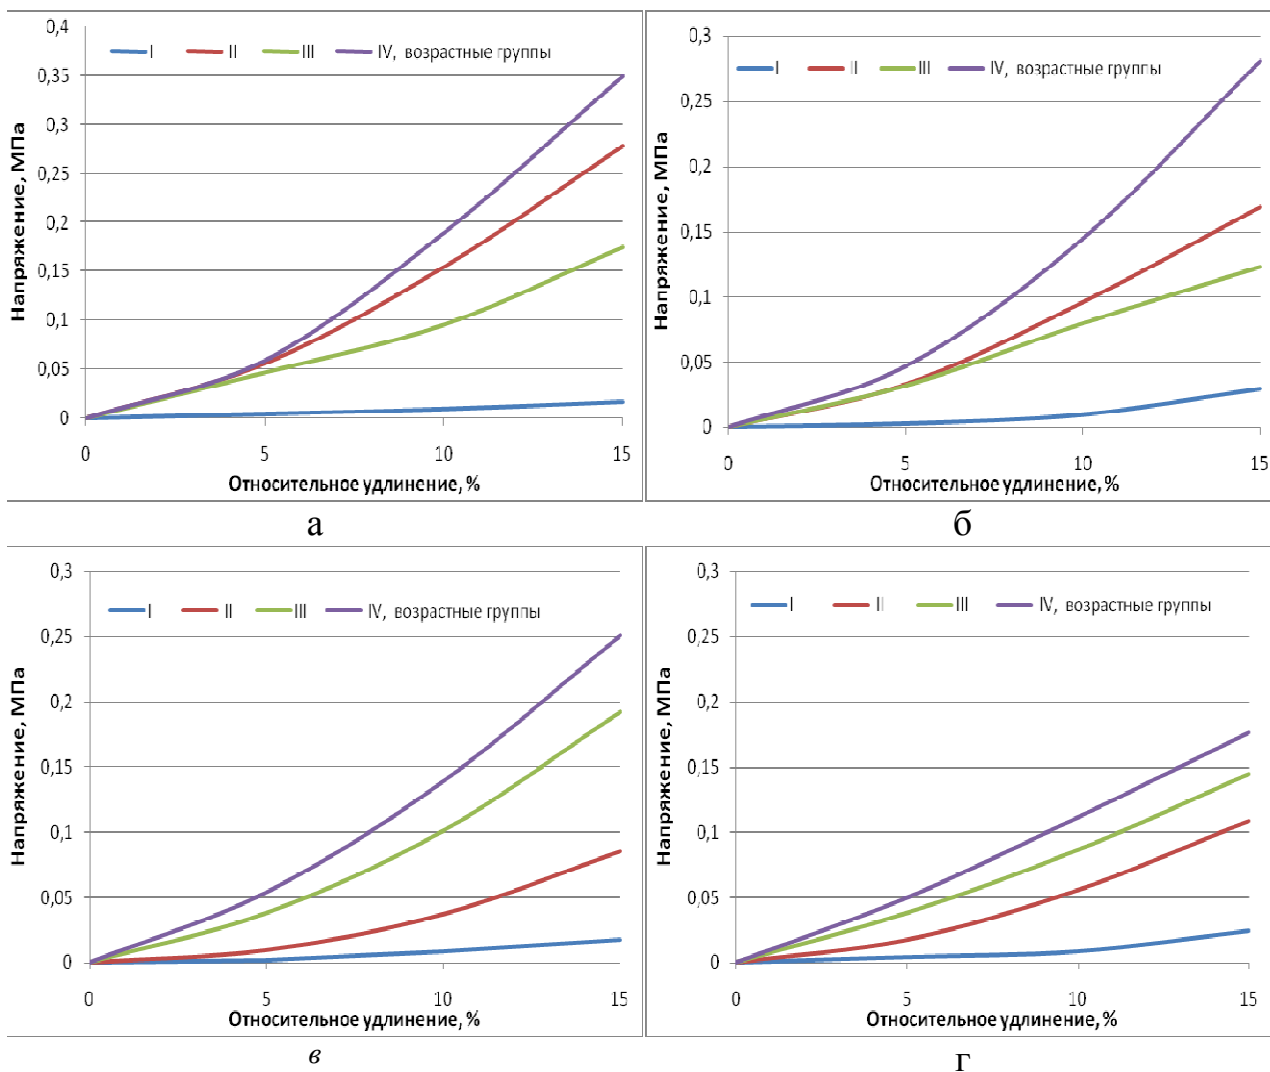 0,4
I II III IV, возрастные группы
0,35
0,3
0,25
0,2
0,15
0,1
0,05
0
Напряжение, МПа
0 5 10 15
Относительное удлинение, %
а
0,3
I II III IV, возрастные группы
0,25
0,2
0,15
0,1
0,05
0
Напряжение, МПа
0 5 10 15
Относительное удлинение, %
б
0,3
I II III IV, возрастные группы
0,25
0,2
0,15
0,1
0,05
0
Напряжение, МПа
0 5 10 15
Относительное удлинение, %
в
0,3
I II III IV, возрастные группы
0,25
0,2
0,15
0,1
0,05
0
Напряжение, МПа
0 5 10 15
Относительное удлинение, %
г